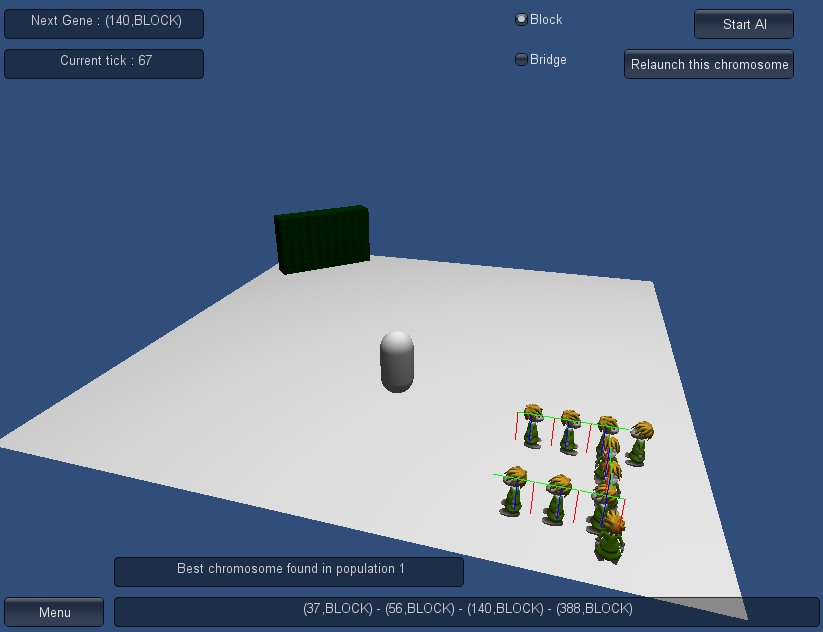 Next Gene : (140,BLOCK)
Block
Start AI
Current tick : 67
Bridge
Relaunch this chromosome
Best chromosome found in population 1
Menu
(37,BLOCK) - (56,BLOCK) - (140,BLOCK) - (388,BLOCK)